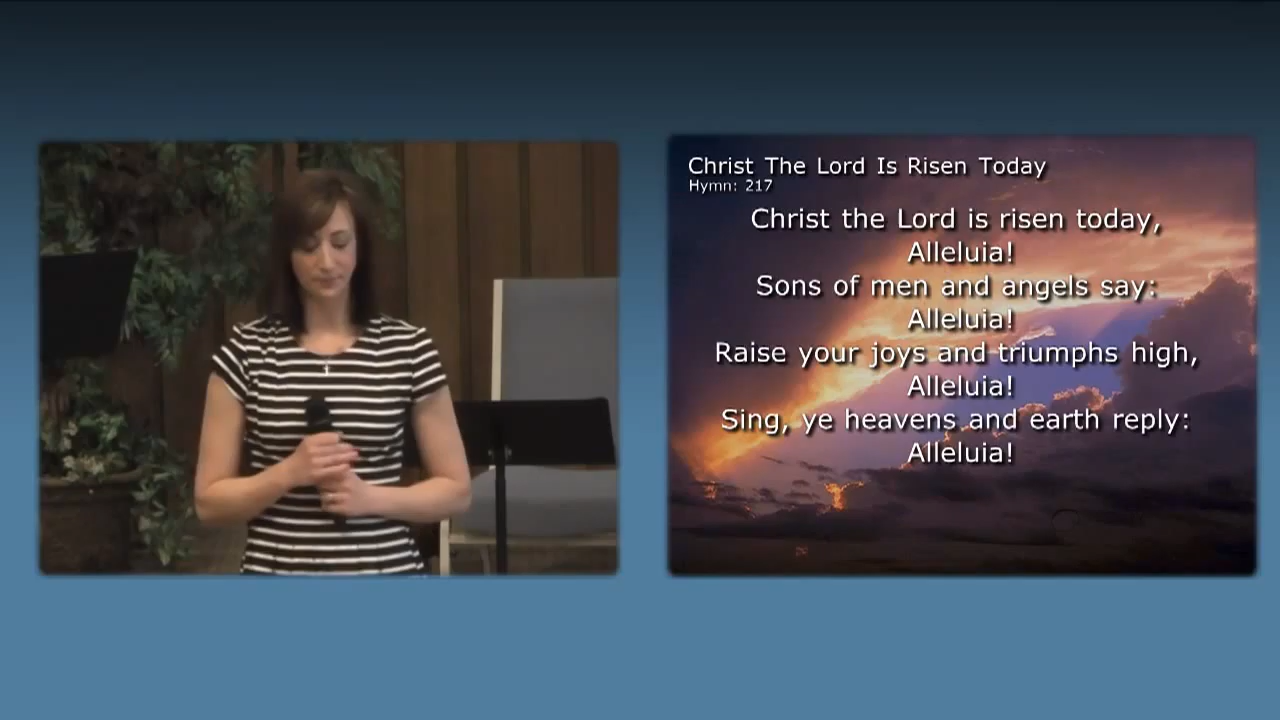 Christ The Lord Is Risen Today
Hymn: 217
Christ the Lord is risen today,
Alleluia!
Sons of men and angels say:
Alleluia!
Raise your joys and triumphs high,
Alleluia!
Sing, ye heavens and earth reply:
Alleluia!